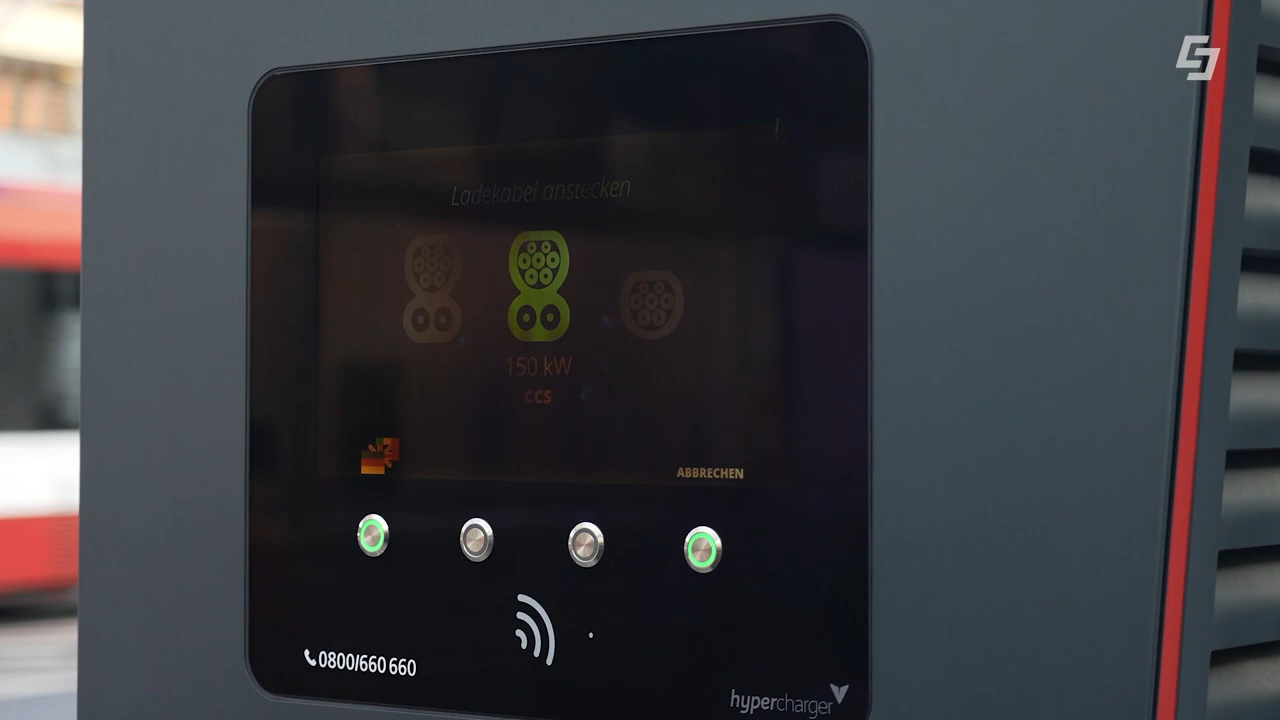 Ladekabel anstecken
150 kW
CCS
ABBRECHEN
0800/660 660
hypercharger